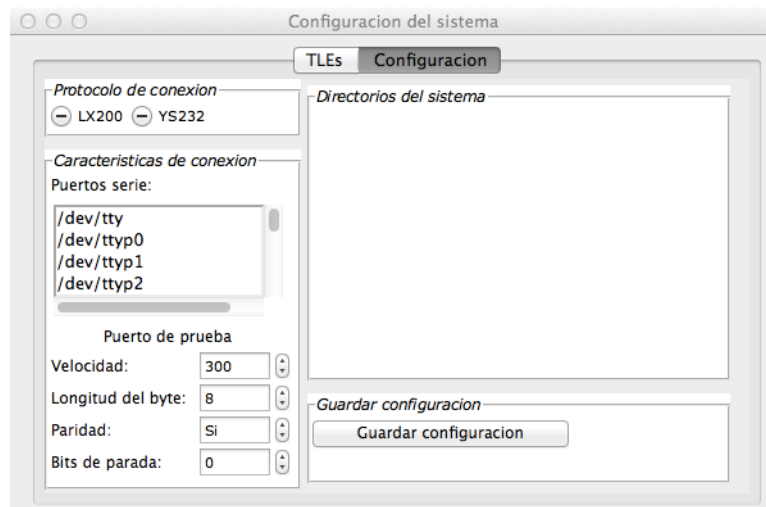 Configuracion del sistema
TLEs Configuracion
Protocolo de conexion
LX200 YS232
Caracteristicas de conexion
Puertos serie:
/dev/tty
/dev/ttyp0
/dev/ttyp1
/dev/ttyp2
Puerto de prueba
Velocidad: 300
Longitud del byte: 8
Paridad: Si
Bits de parada: 0
Directorios del sistema
Guardar configuracion
Guardar configuracion